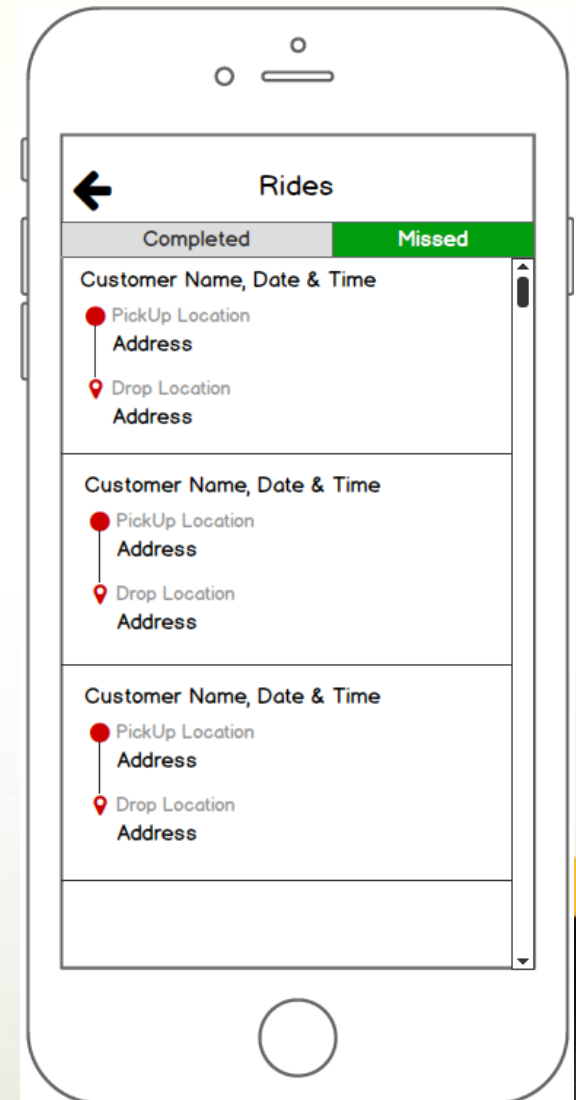 Rides
Completed
Missed
Customer Name, Date & Time
PickUp Location
Address
Drop Location
Address
Customer Name, Date & Time
PickUp Location
Address
Drop Location
Address
Customer Name, Date & Time
PickUp Location
Address
Drop Location
Address